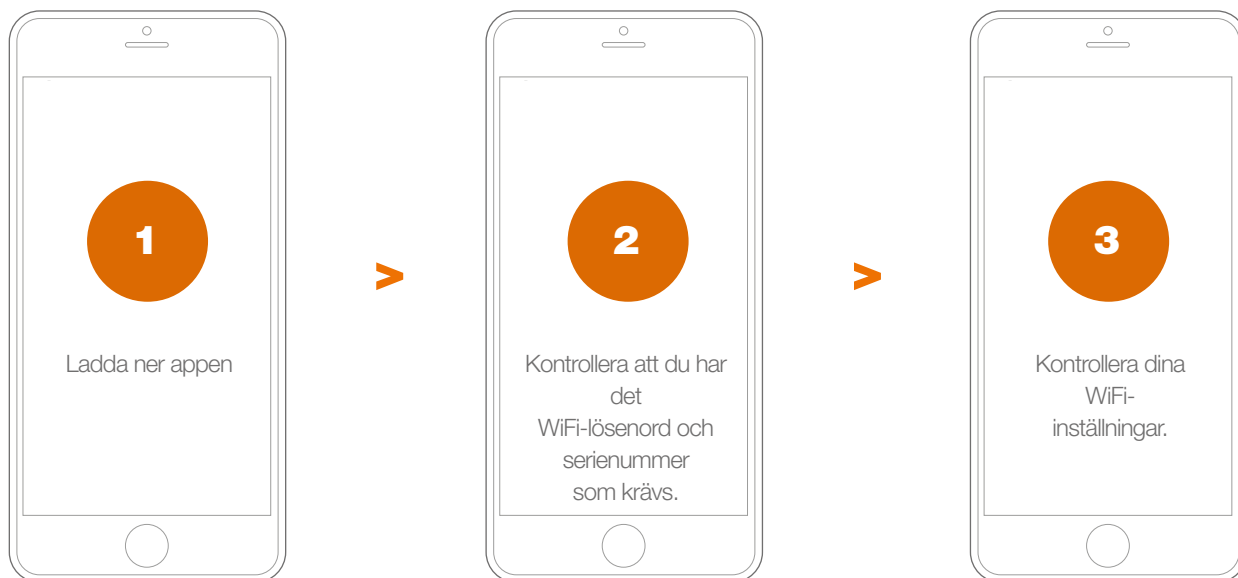 1
Ladda ner appen
>
2
Kontrollera att du har
det
WiFi-lösenord och
serienummer
som krävs.
>
3
Kontrollera dina
WiFi-
inställningar.